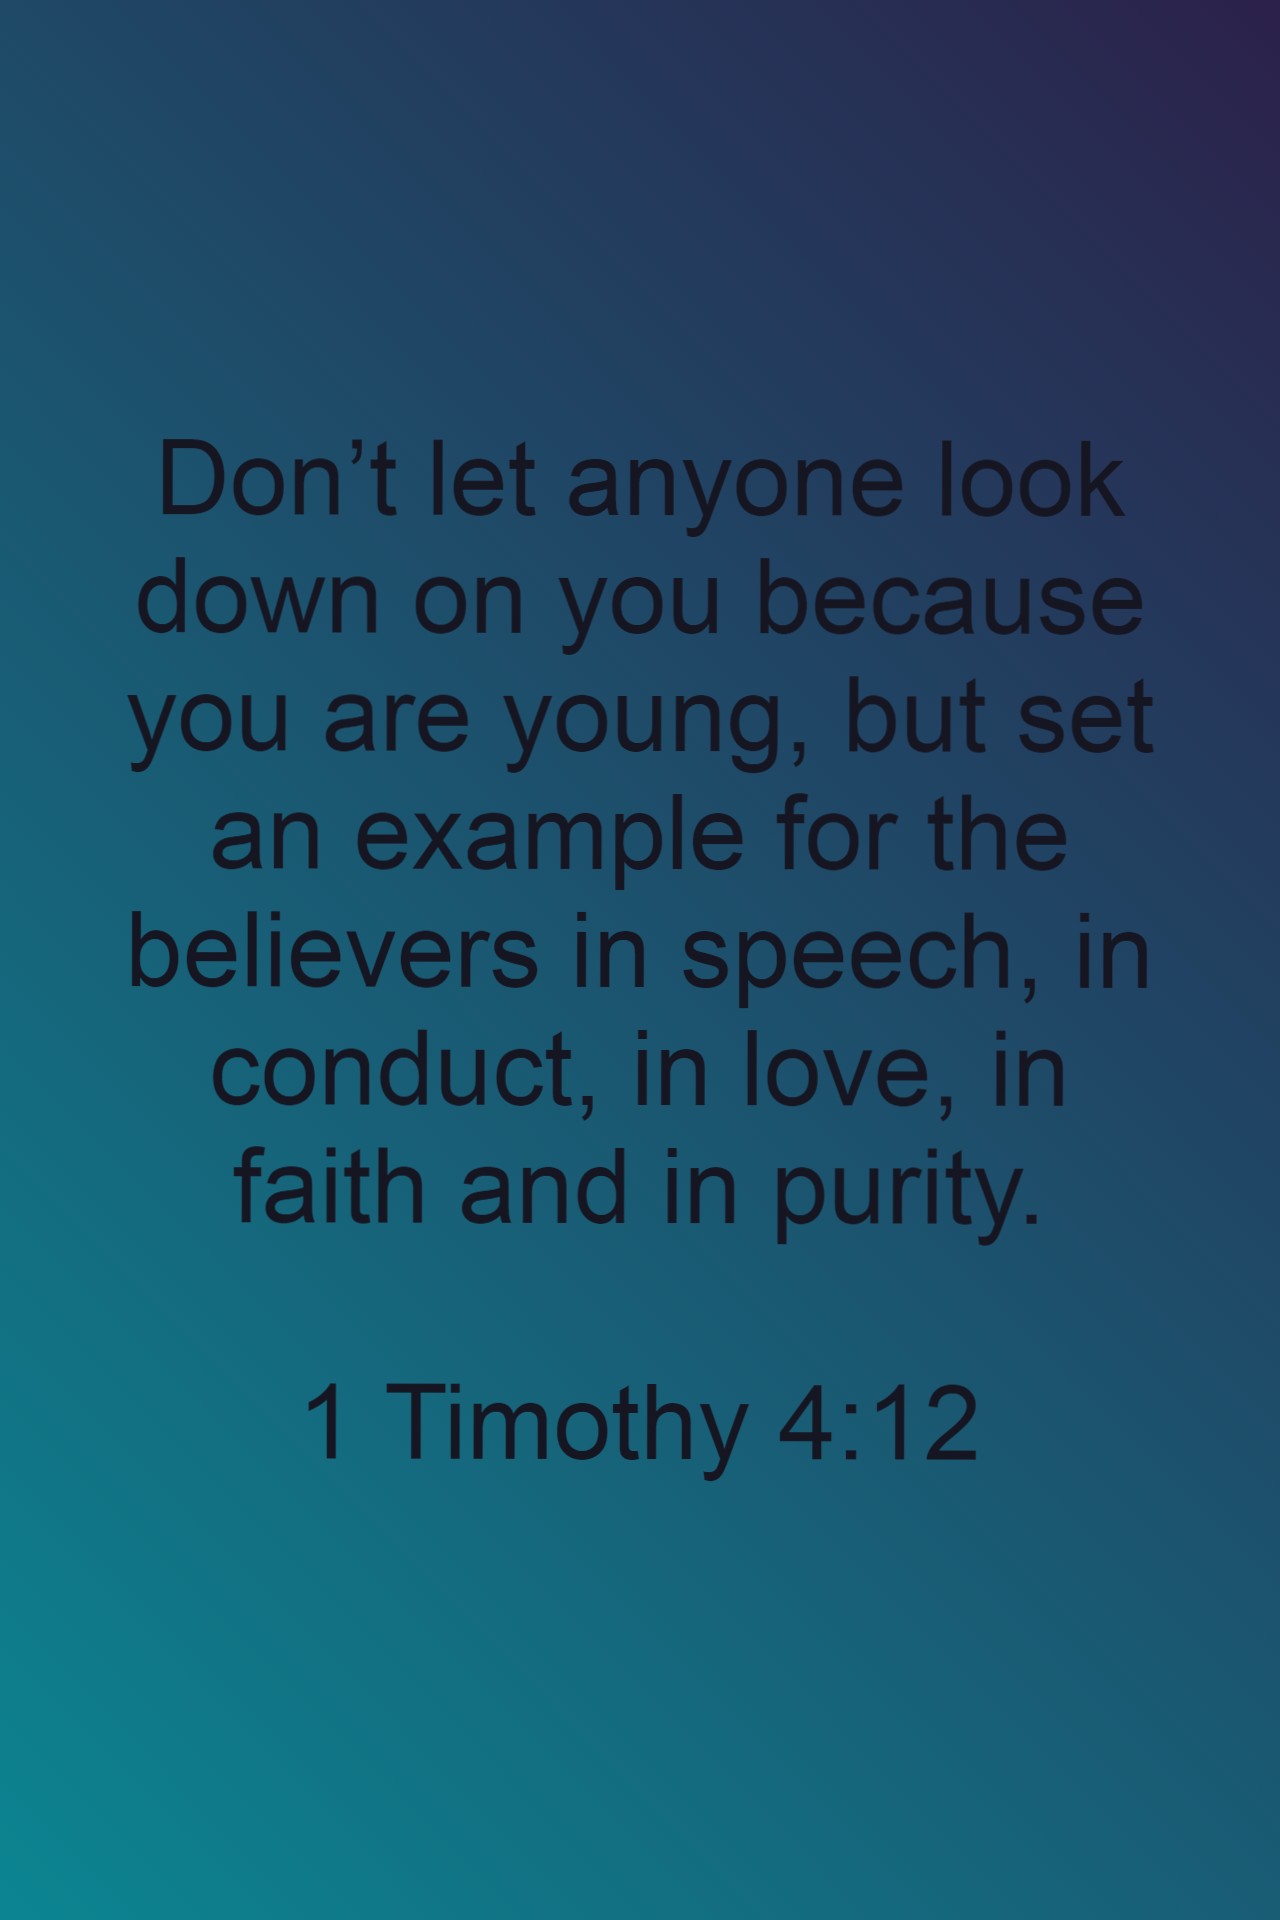 Don’t let anyone look
down on you because
you are young, but set
an example for the
believers in speech, in
conduct, in love, in
faith and in purity.
1 Timothy 4:12